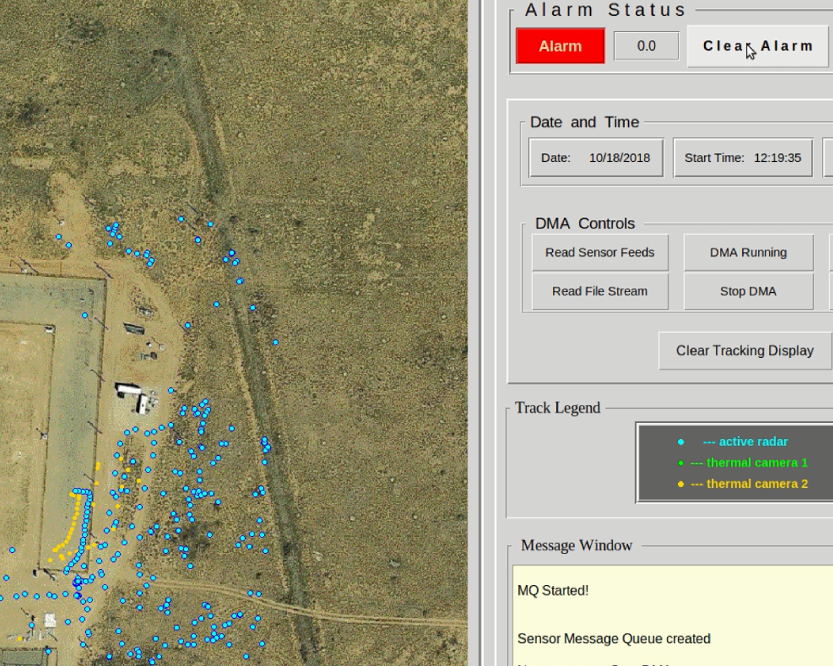 Alarm Status
Alarm 0.0 Clear Alarm
Date and Time
Date: 10/18/2018 Start Time: 12:19:35
DMA Controls
Read Sensor Feeds DMA Running
Read File Stream Stop DMA
Clear Tracking Display
Track Legend
--- active radar
--- thermal camera 1
--- thermal camera 2
Message Window
MQ Started!
Sensor Message Queue created